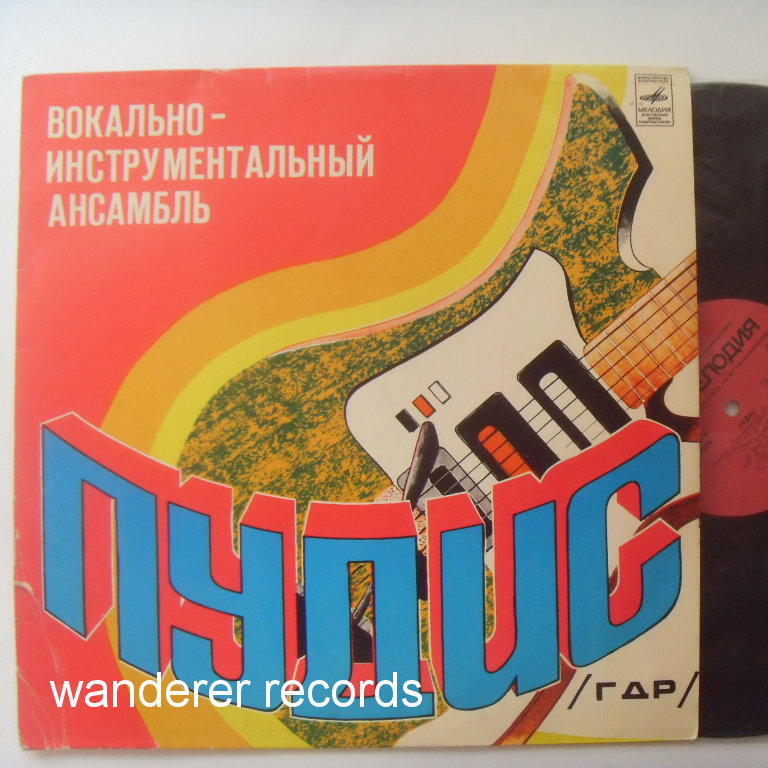 ВОКАЛЬНО-
ИНСТРУМЕНТАЛЬНЫЙ
АНСАМБЛЬ
МЕЛОДИЯ
ПУДИС
/ГДР/
wanderer records